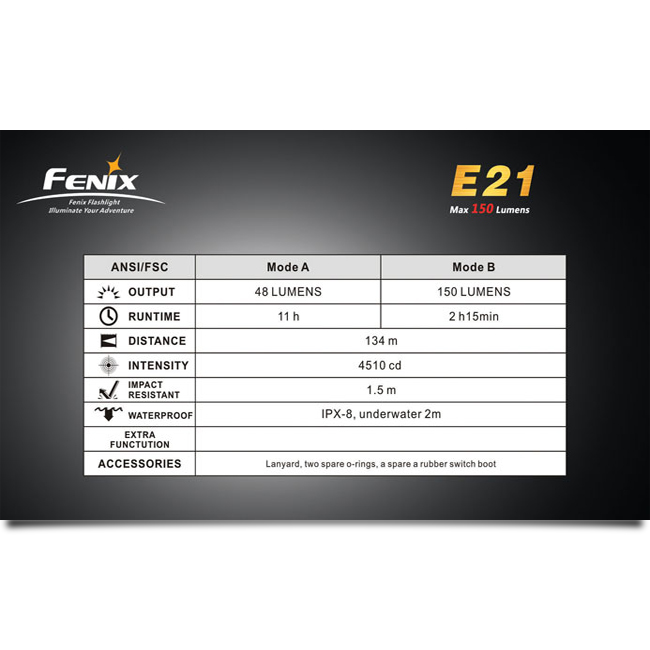 FENIX
Fenix Flashlight
Illuminate Your Adventure
E21
Max 150 Lumens
ANSI/FSC Mode A Mode B
OUTPUT 48 LUMENS 150 LUMENS
RUNTIME 11 h 2 h15min
DISTANCE 134 m
INTENSITY 4510 cd
IMPACT
RESISTANT 1.5 m
WATERPROOF IPX-8, underwater 2m
EXTRA
FUNCTUTION
ACCESSORIES Lanyard, two spare o-rings, a spare a rubber switch boot